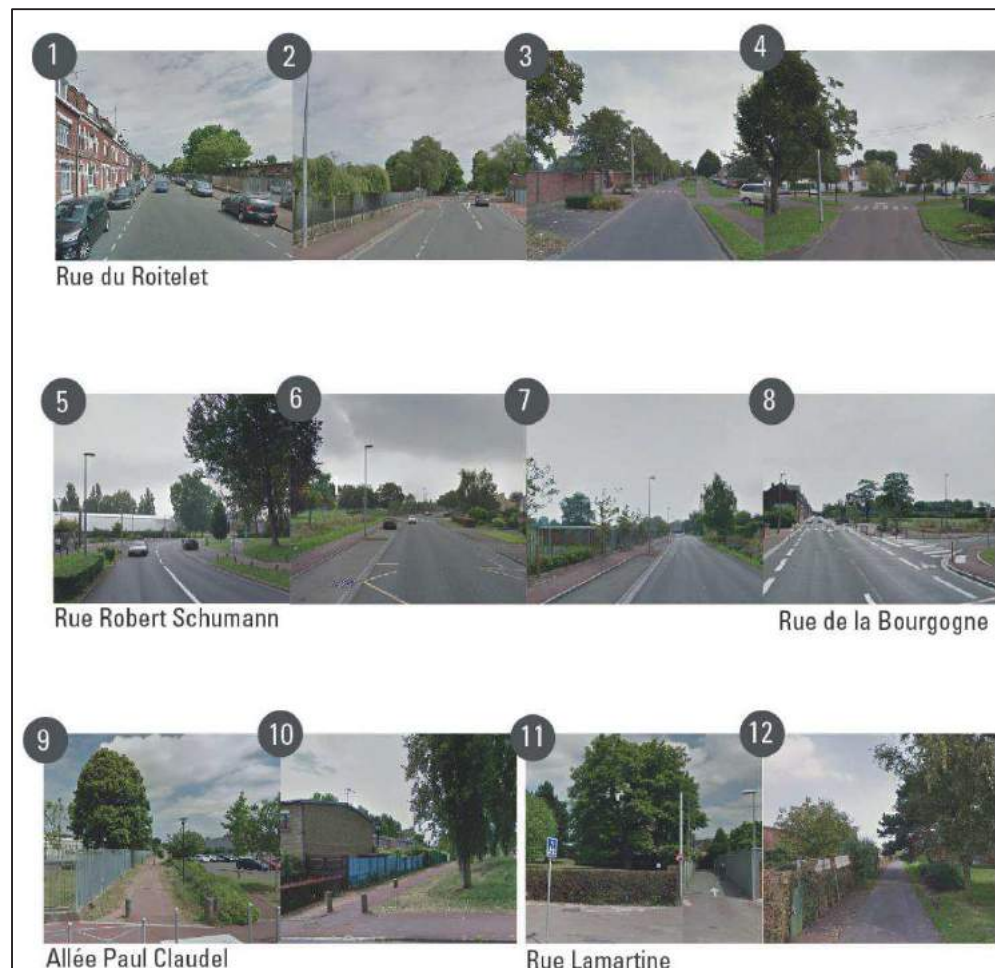 1 2 3 4
Rue du Roitelet
5 6 7 8
Rue Robert Schumann
Rue de la Bourgogne
9 10 11 12
Allée Paul Claudel
Rue Lamartine